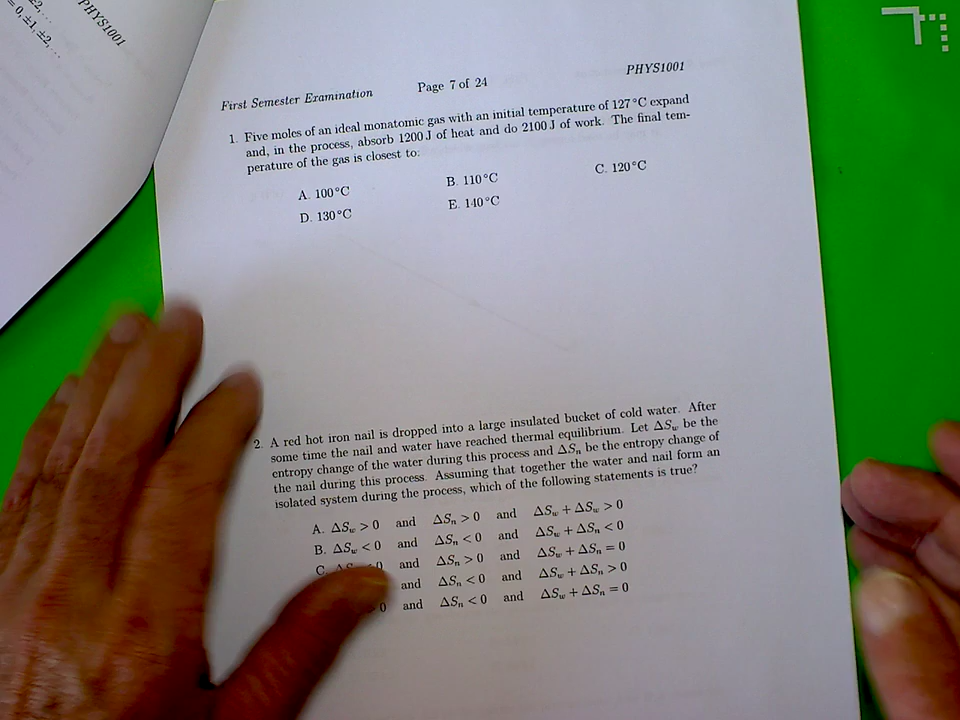 = 0, ±1, ±2, ...
PHYS1001
First Semester Examination Page 7 of 24 PHYS1001
1. Five moles of an ideal monatomic gas with an initial temperature of 127 °C expand
and, in the process, absorb 1200 J of heat and do 2100 J of work. The final tem-
perature of the gas is closest to:
A. 100 °C B. 110 °C C. 120 °C
D. 130 °C E. 140 °C
2. A red hot iron nail is dropped into a large insulated bucket of cold water. After
some time the nail and water have reached thermal equilibrium. Let ΔS_w be the
entropy change of the water during this process and ΔS_n be the entropy change of
the nail during this process. Assuming that together the water and nail form an
isolated system during the process, which of the following statements is true?
A. ΔS_w > 0 and ΔS_n > 0 and ΔS_w + ΔS_w > 0
B. ΔS_w < 0 and ΔS_n < 0 and ΔS_w + ΔS_n < 0
C. 0 and ΔS_n > 0 and ΔS_w + ΔS_n = 0
and ΔS_n < 0 and ΔS_w + ΔS_n > 0
0 and ΔS_n < 0 and ΔS_w + ΔS_n = 0